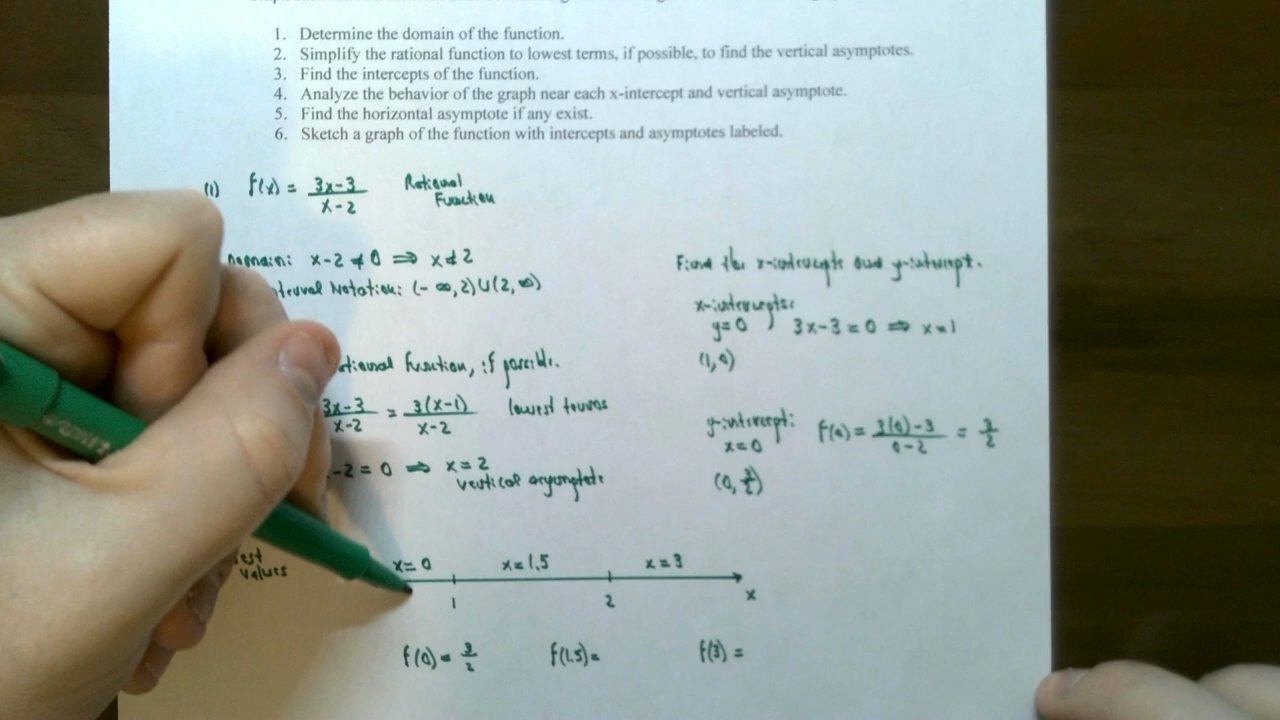 1. Determine the domain of the function.
2. Simplify the rational function to lowest terms, if possible, to find the vertical asymptotes.
3. Find the intercepts of the function.
4. Analyze the behavior of the graph near each x-intercept and vertical asymptote.
5. Find the horizontal asymptote if any exist.
6. Sketch a graph of the function with intercepts and asymptotes labeled.
(1) f(x) = (3x-3)/(x-2) Rational Function
x-2 ≠ 0 ⟹ x≠2
Notation: (-∞,2)∪(2,∞)
function, if possible.
3x-3/x-2 = 3(x-1)/x-2 lowest terms
-2=0 ⟹ x=2
vertical asymptote
Find the x-intercepts and y-intercept.
x-intercepts:
y=0, 3x-3=0 ⟹ x=1
(1,0)
y-intercept: f(0) = (3(0)-3)/(0-2) = 3/2
x=0
(0, 3/2)
values x=0 x=1.5 x=3
1 2 x
f(0)= 3/2 f(1.5)= f(3)=